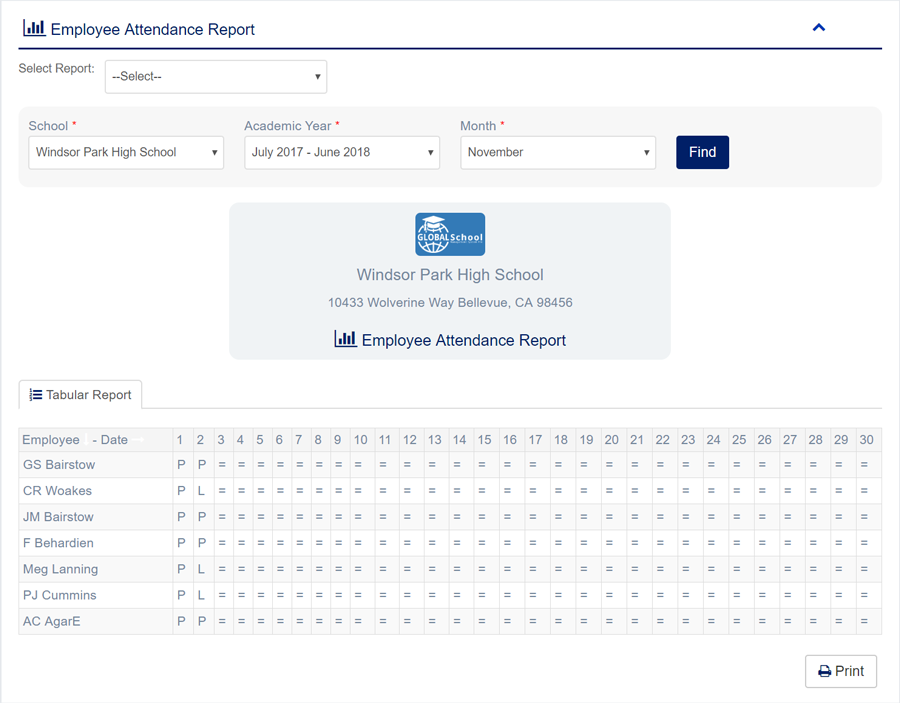 Employee Attendance Report
Select Report: --Select--
School * Academic Year * Month *
Windsor Park High School July 2017 - June 2018 November Find
GLOBAL School
Windsor Park High School
10433 Wolverine Way Bellevue, CA 98456
Employee Attendance Report
Tabular Report
Employee - Date 1 2 3 4 5 6 7 8 9 10 11 12 13 14 15 16 17 18 19 20 21 22 23 24 25 26 27 28 29 30
GS Bairstow P P = = = = = = = = = = = = = = = = = = = = = = = = = = = =
CR Woakes P L = = = = = = = = = = = = = = = = = = = = = = = = = = = =
JM Bairstow P P = = = = = = = = = = = = = = = = = = = = = = = = = = = =
F Behardien P P = = = = = = = = = = = = = = = = = = = = = = = = = = = =
Meg Lanning P L = = = = = = = = = = = = = = = = = = = = = = = = = = = =
PJ Cummins P L = = = = = = = = = = = = = = = = = = = = = = = = = = = =
AC AgarE P P = = = = = = = = = = = = = = = = = = = = = = = = = = = =
Print